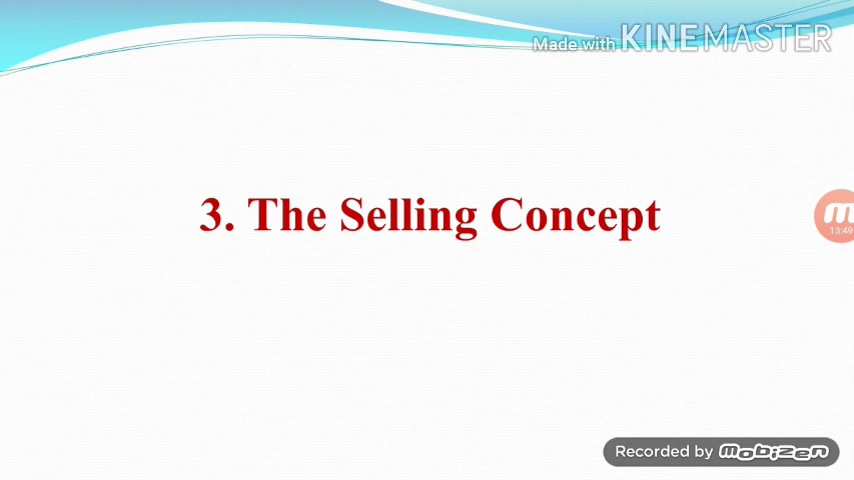 Made with KINEMASTER
3. The Selling Concept
13:49
Recorded by mobizen